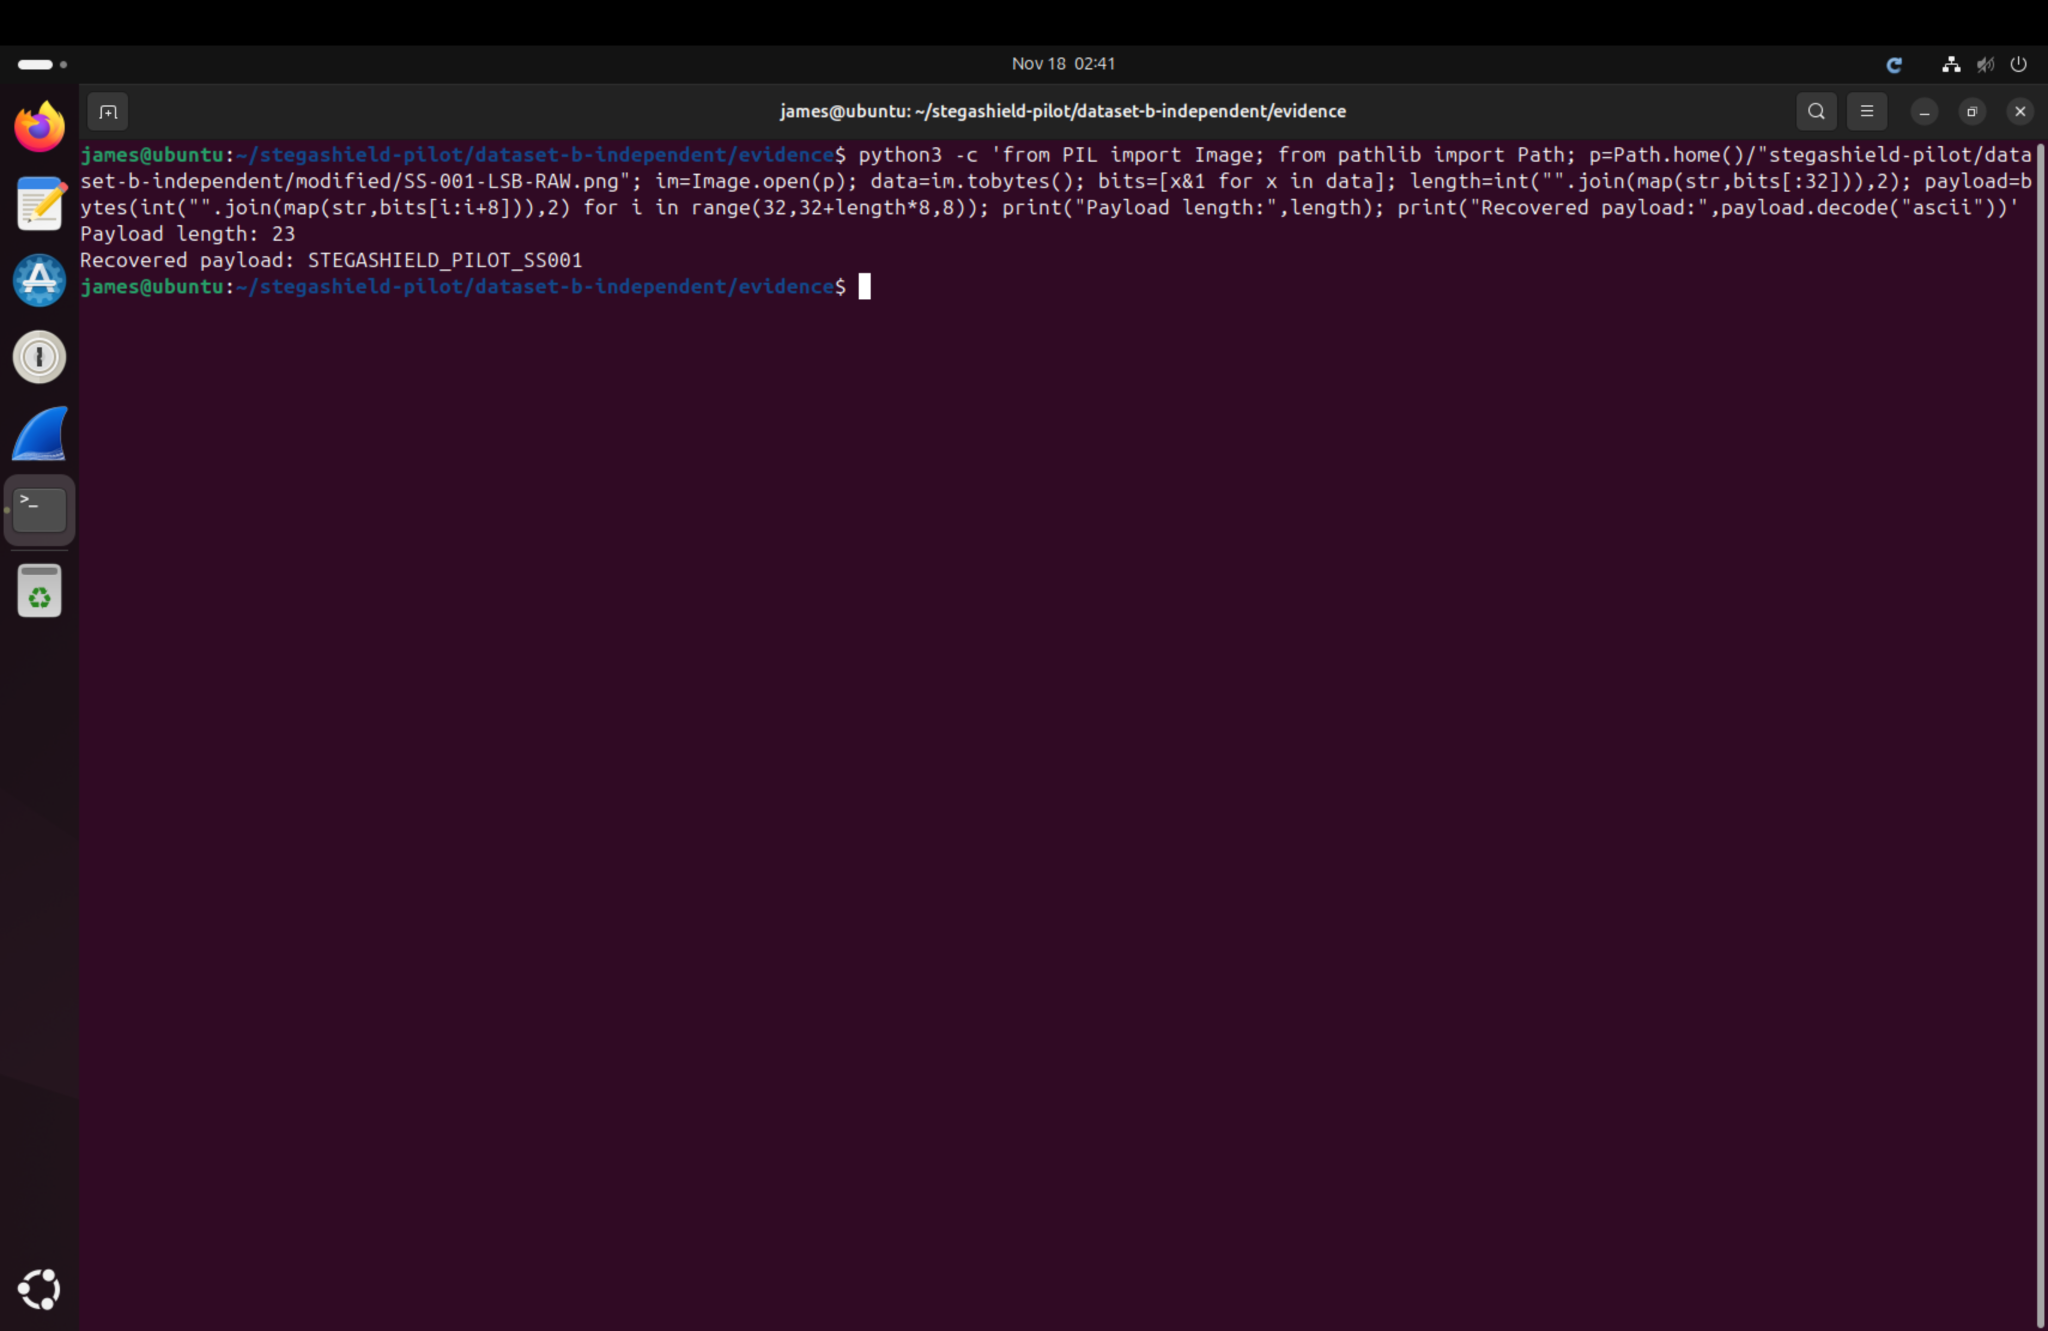 Nov 18 02:41
james@ubuntu: ~/stegashield-pilot/dataset-b-independent/evidence
james@ubuntu:~/stegashield-pilot/dataset-b-independent/evidence$ python3 -c 'from PIL import Image; from pathlib import Path; p=Path.home()/"stegashield-pilot/data
set-b-independent/modified/SS-001-LSB-RAW.png"; im=Image.open(p); data=im.tobytes(); bits=[x&1 for x in data]; length=int("".join(map(str,bits[:32])),2); payload=b
ytes(int("".join(map(str,bits[i:i+8])),2) for i in range(32,32+length*8,8)); print("Payload length:",length); print("Recovered payload:",payload.decode("ascii"))'
Payload length: 23
Recovered payload: STEGASHIELD_PILOT_SS001
james@ubuntu:~/stegashield-pilot/dataset-b-independent/evidence$